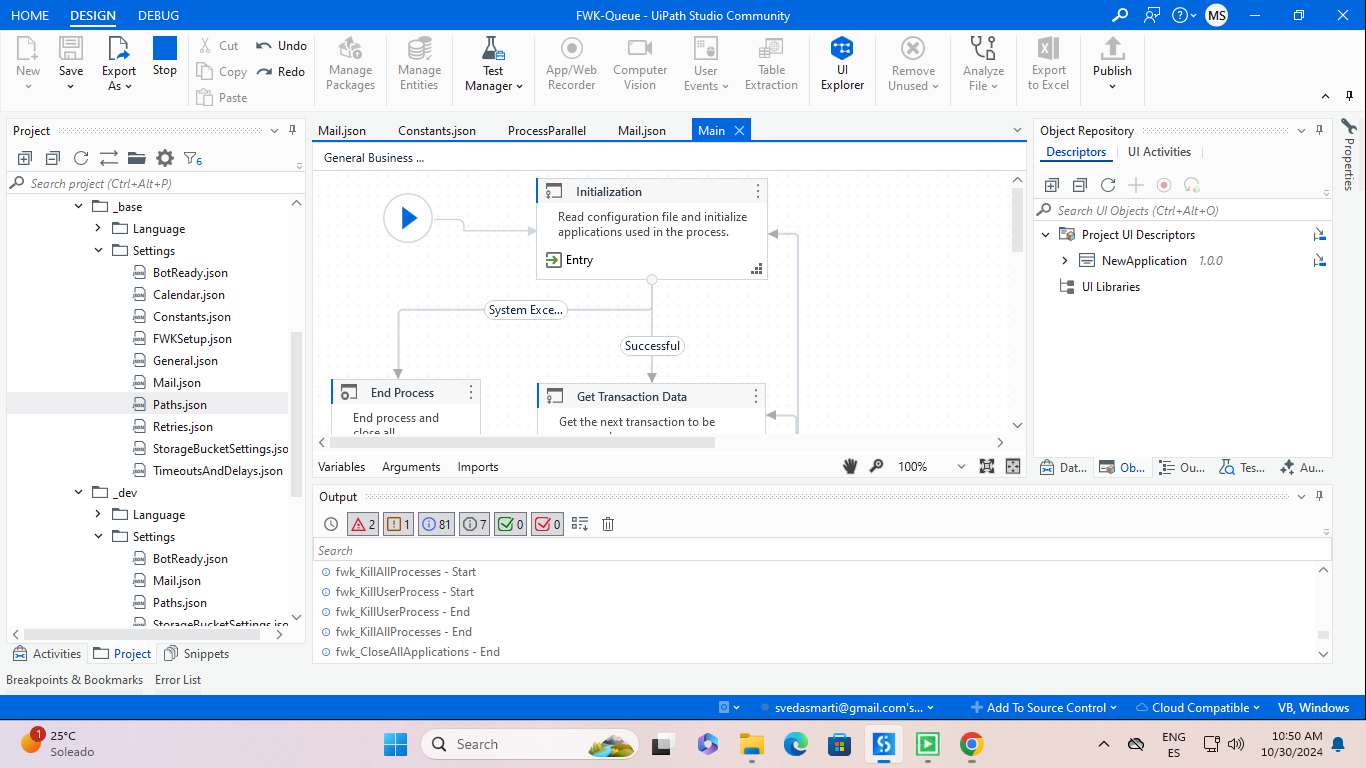 HOME DESIGN DEBUG FWK-Queue - UiPath Studio Community MS
New Save Export As Stop Cut Copy Paste Undo Redo Manage Packages Manage Entities Test Manager App/Web Recorder Computer Vision User Events Table Extraction UI Explorer Remove Unused Analyze File Export to Excel Publish
Project
6
Search project (Ctrl+Alt+P)
_base
Language
Settings
BotReady.json
Calendar.json
Constants.json
FWKSetup.json
General.json
Mail.json
Paths.json
Retries.json
StorageBucketSettings.jso
TimeoutsAndDelays.json
_dev
Language
Settings
BotReady.json
Mail.json
Paths.json
StorageBucketSettings.jso
Activities Project Snippets
Mail.json Constants.json ProcessParallel Mail.json Main
General Business ...
Initialization
Read configuration file and initialize
applications used in the process.
Entry
System Exce...
Successful
End Process
End process and
close all
Get Transaction Data
Get the next transaction to be
Variables Arguments Imports 100%
Output
2 1 81 7 0 0
Search
fwk_KillAllProcesses - Start
fwk_KillUserProcess - Start
fwk_KillUserProcess - End
fwk_KillAllProcesses - End
fwk_CloseAllApplications - End
Object Repository
Descriptors UI Activities
Search UI Objects (Ctrl+Alt+O)
Project UI Descriptors
NewApplication 1.0.0
UI Libraries
Dat... Ob... Ou... Tes... Au...
Properties
Breakpoints & Bookmarks Error List
svedasmarti@gmail.com's... Add To Source Control Cloud Compatible VB, Windows
1
25°C
Soleado
Search
ENG
ES
10:50 AM
10/30/2024